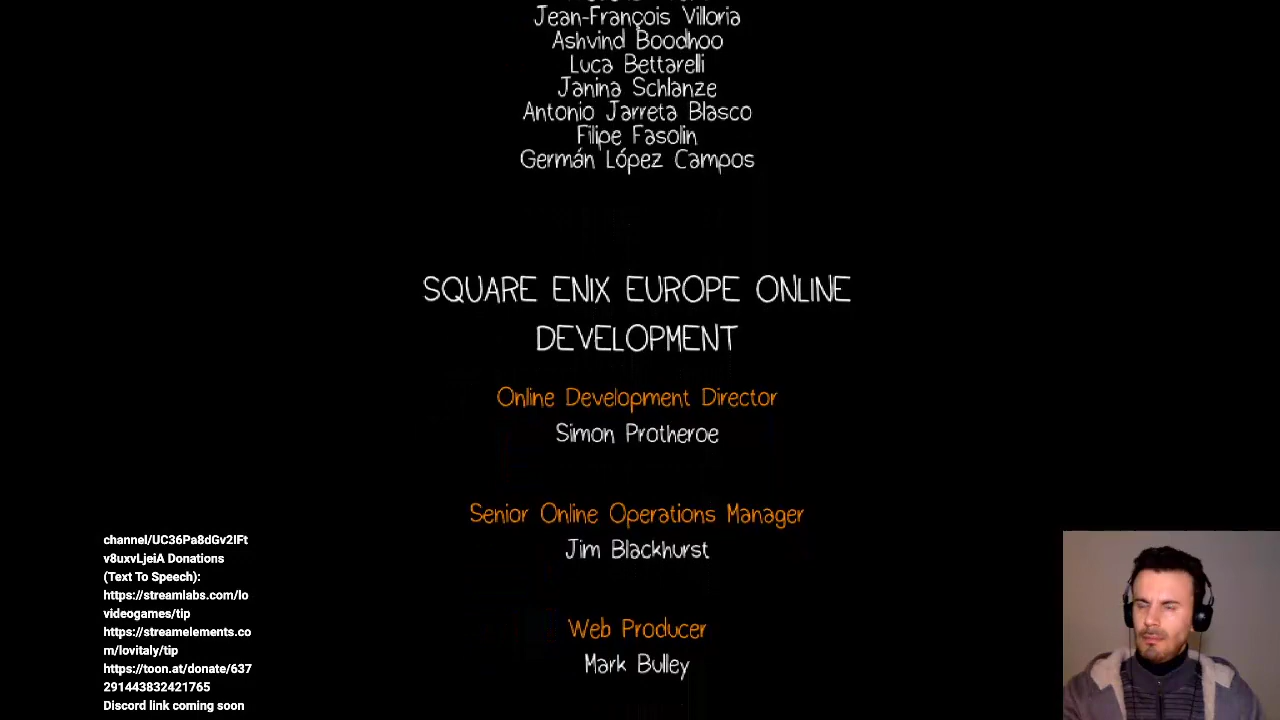 Jean-François Villoria
Ashvind Boodhoo
Luca Bettarelli
Janina Schlanze
Antonio Jarreta Blasco
Filipe Fasolin
Germán López Campos
SQUARE ENIX EUROPE ONLINE
DEVELOPMENT
Online Development Director
Simon Protheroe
Senior Online Operations Manager
Jim Blackhurst
Web Producer
Mark Bulley
channel/UC36Pa8dGv2IFt
v8uxvLjeiA Donations
(Text To Speech):
https://streamlabs.com/lo
videogames/tip
https://streamelements.co
m/lovitaly/tip
https://toon.at/donate/637
291443832421765
Discord link coming soon